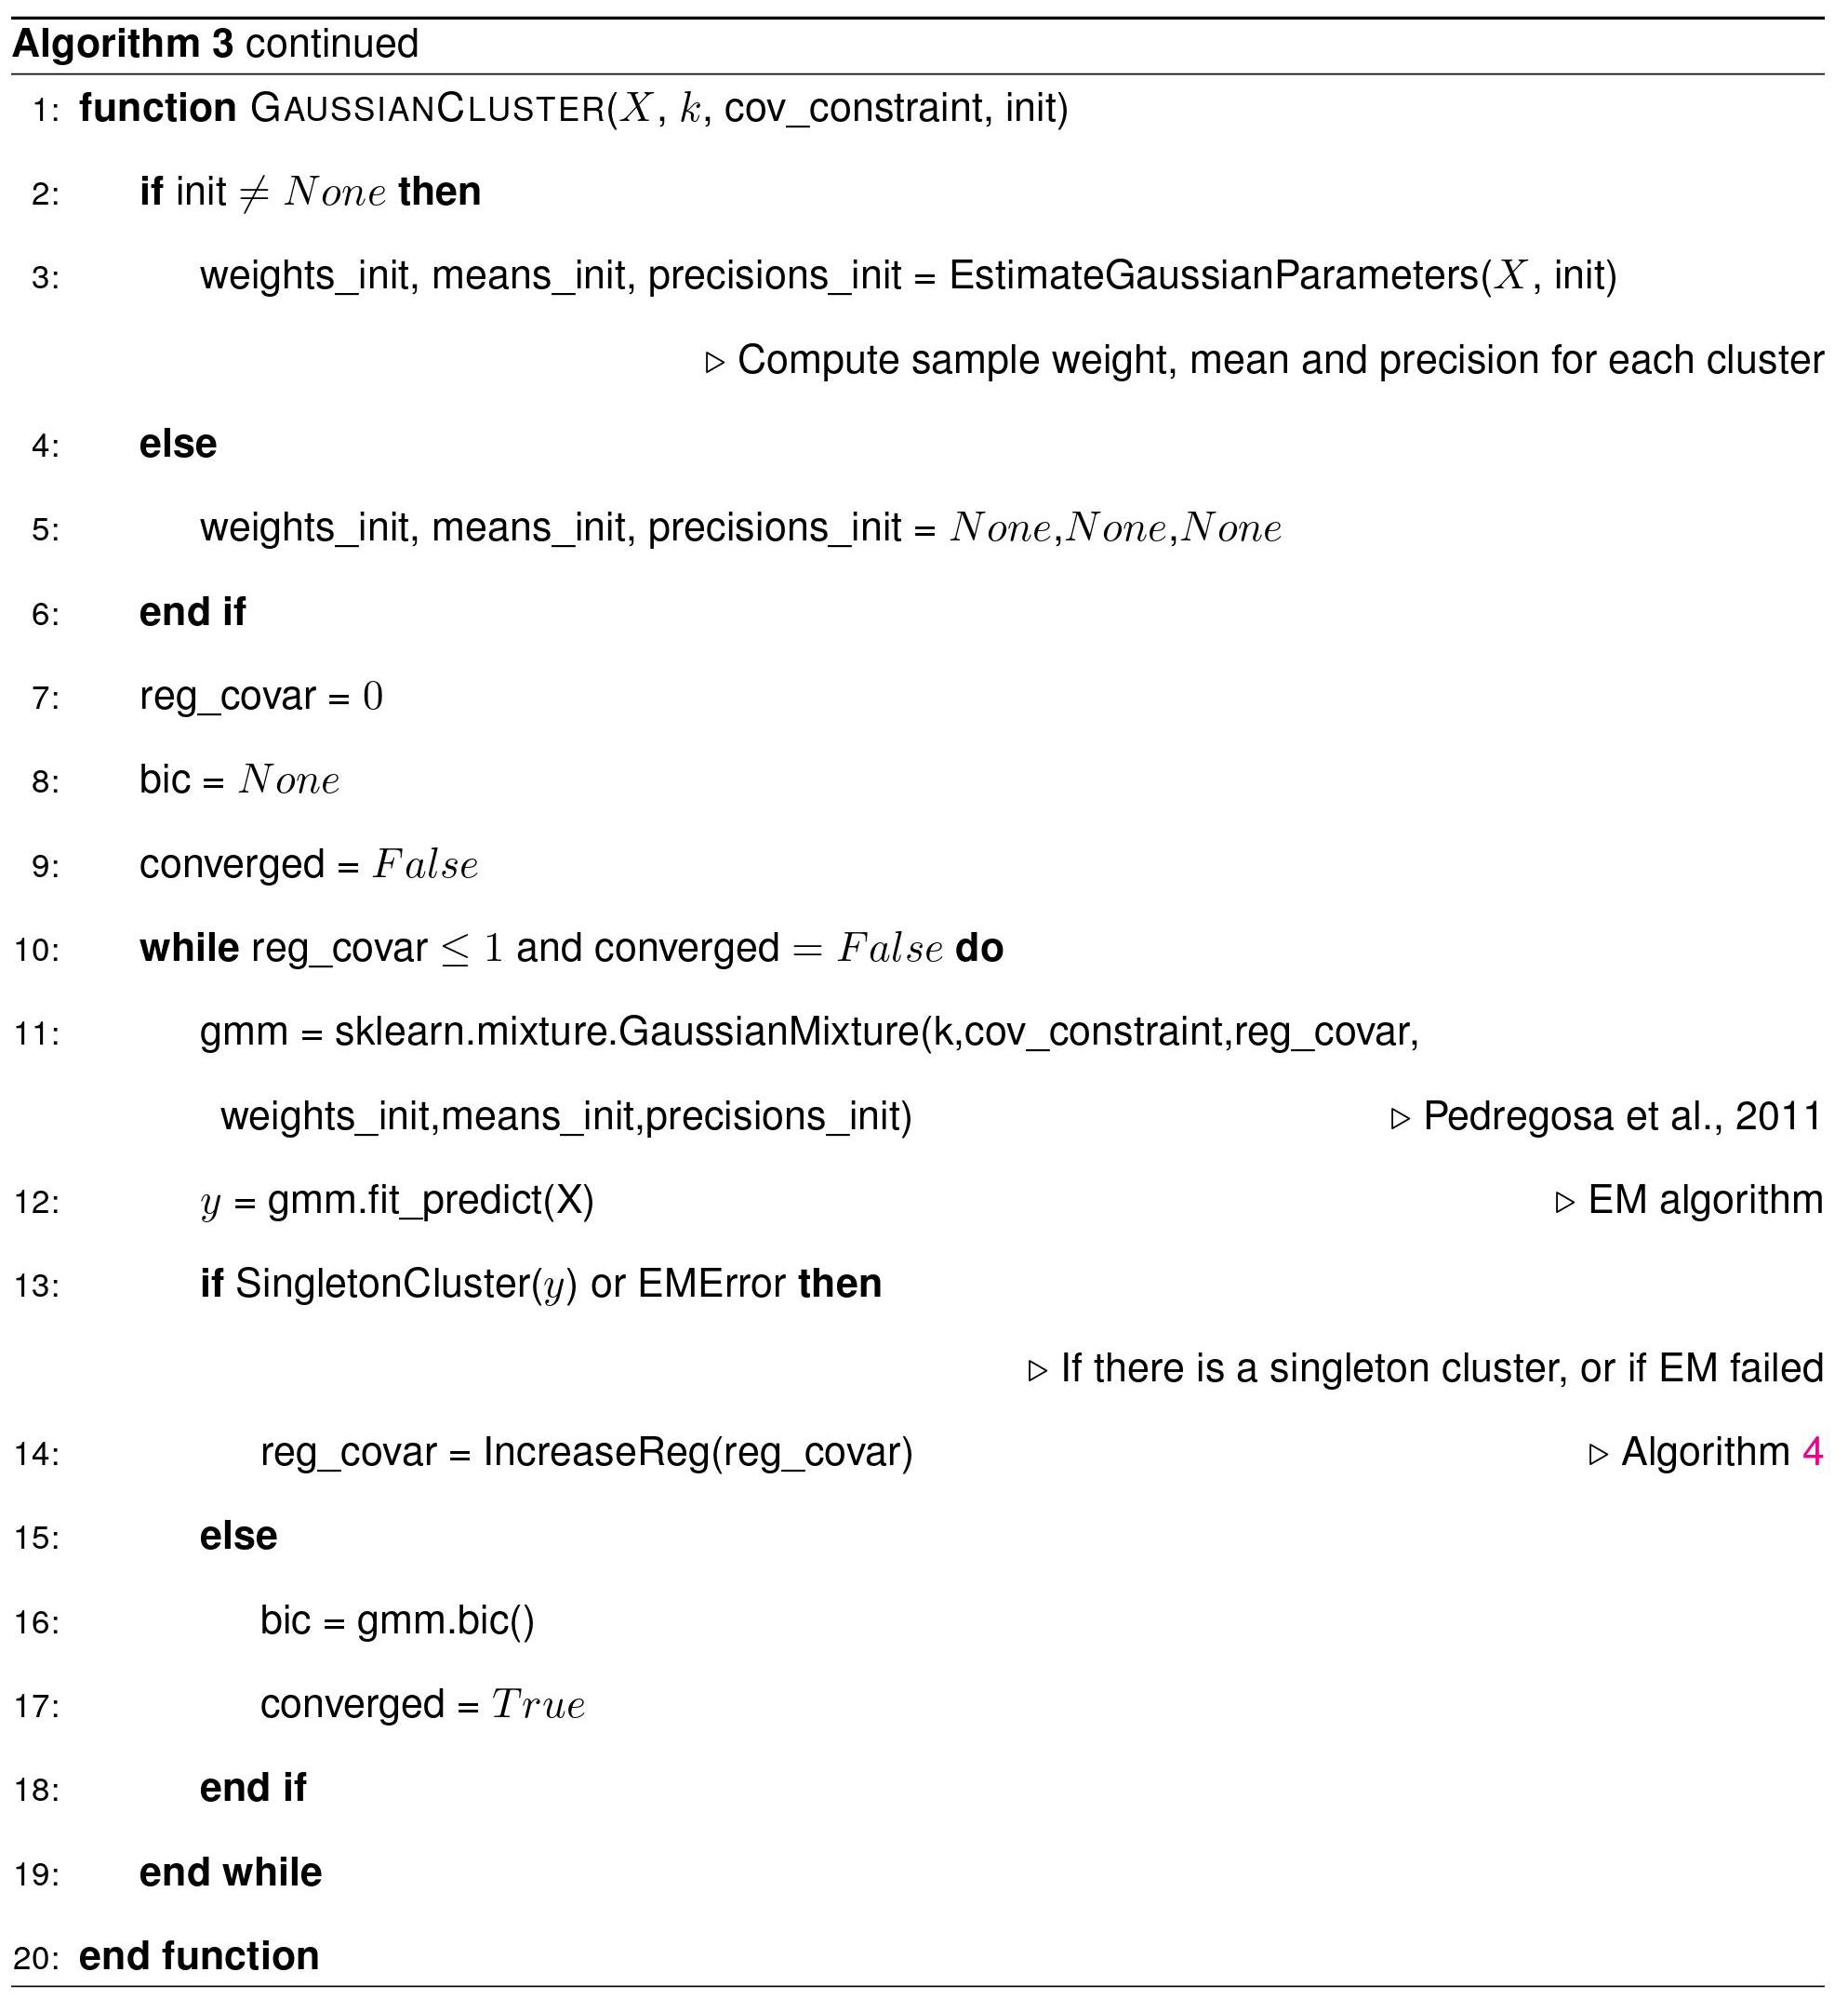 Algorithm 3 continued
1: function GAUSSIANCLUSTER(X, k, cov_constraint, init)
2: if init ≠ None then
3: weights_init, means_init, precisions_init = EstimateGaussianParameters(X, init)
▷ Compute sample weight, mean and precision for each cluster
4: else
5: weights_init, means_init, precisions_init = None,None,None
6: end if
7: reg_covar = 0
8: bic = None
9: converged = False
10: while reg_covar ≤ 1 and converged = False do
11: gmm = sklearn.mixture.GaussianMixture(k,cov_constraint,reg_covar,
weights_init,means_init,precisions_init) ▷ Pedregosa et al., 2011
12: y = gmm.fit_predict(X) ▷ EM algorithm
13: if SingletonCluster(y) or EMError then
▷ If there is a singleton cluster, or if EM failed
14: reg_covar = IncreaseReg(reg_covar) ▷ Algorithm 4
15: else
16: bic = gmm.bic()
17: converged = True
18: end if
19: end while
20: end function